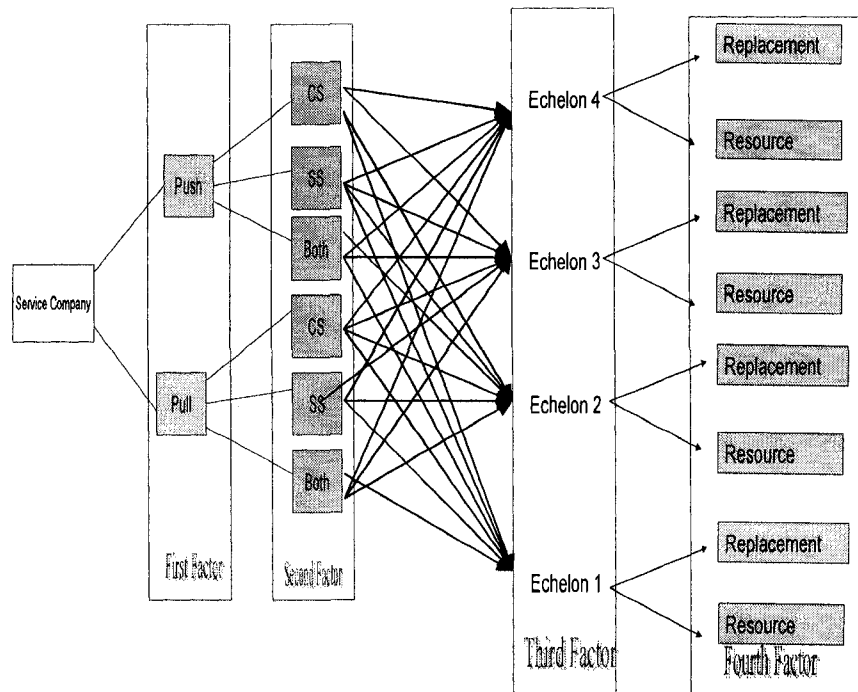 Service Company
Push
Pull
First Factor
CS
SS
Both
CS
SS
Both
Second Factor
Echelon 4
Echelon 3
Echelon 2
Echelon 1
Third Factor
Replacement
Resource
Replacement
Resource
Replacement
Resource
Replacement
Resource
Fourth Factor